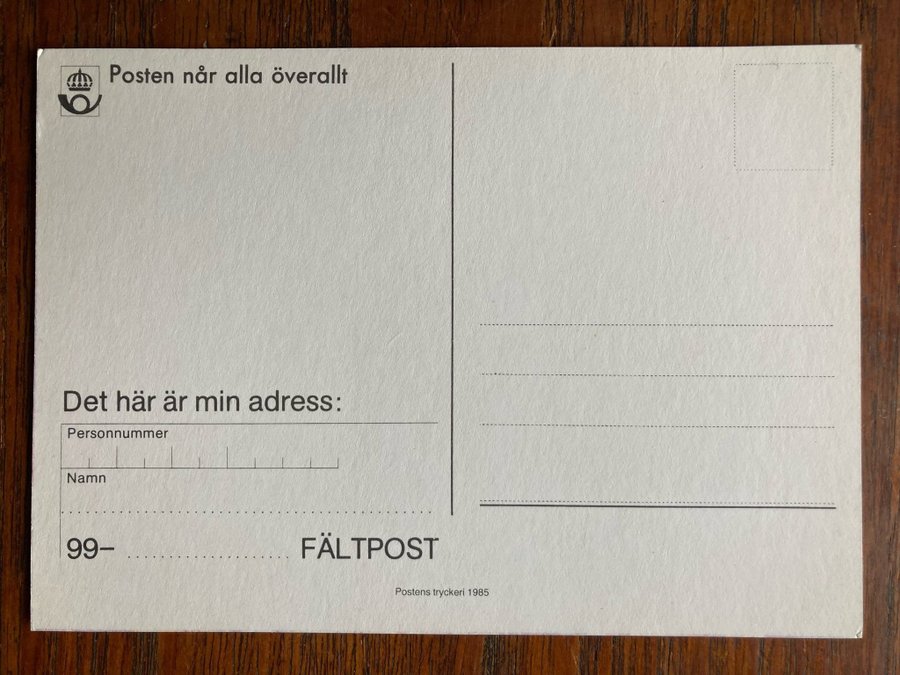 Posten når alla överallt
Det här är min adress:
Personnummer
Namn
99– .................... FÄLTPOST
Postens tryckeri 1985